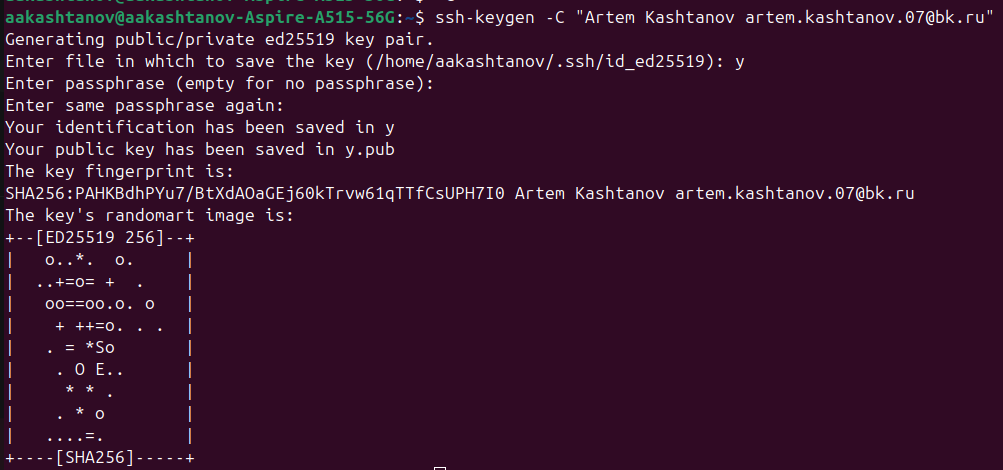 aakashtanov@aakashtanov-Aspire-A515-56G:~$ ssh-keygen -C "Artem Kashtanov artem.kashtanov.07@bk.ru"
Generating public/private ed25519 key pair.
Enter file in which to save the key (/home/aakashtanov/.ssh/id_ed25519): y
Enter passphrase (empty for no passphrase):
Enter same passphrase again:
Your identification has been saved in y
Your public key has been saved in y.pub
The key fingerprint is:
SHA256:PAHKBdhPYu7/BtXdAOaGEj60kTrvw61qTTfCsUPH7I0 Artem Kashtanov artem.kashtanov.07@bk.ru
The key's randomart image is:
+--[ED25519 256]--+
|   o..*.  o.     |
|  ..+=o= +  .    |
|   oo==oo.o. o   |
|    + ++=o. . .  |
|   . = *So       |
|    . O E..      |
|     * * .       |
|    . * o        |
|   ....=.        |
+----[SHA256]-----+